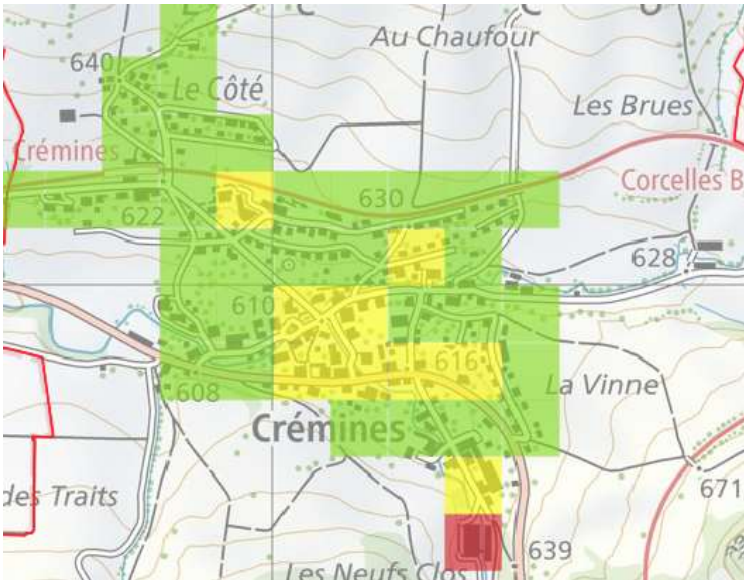 Au Chaufour
640
Le Côté
Les Brues
Crémines
Corcelles B
622
630
628
610
616
608
La Vinne
Crémines
des Traits
671
639
Les Neufs Clos